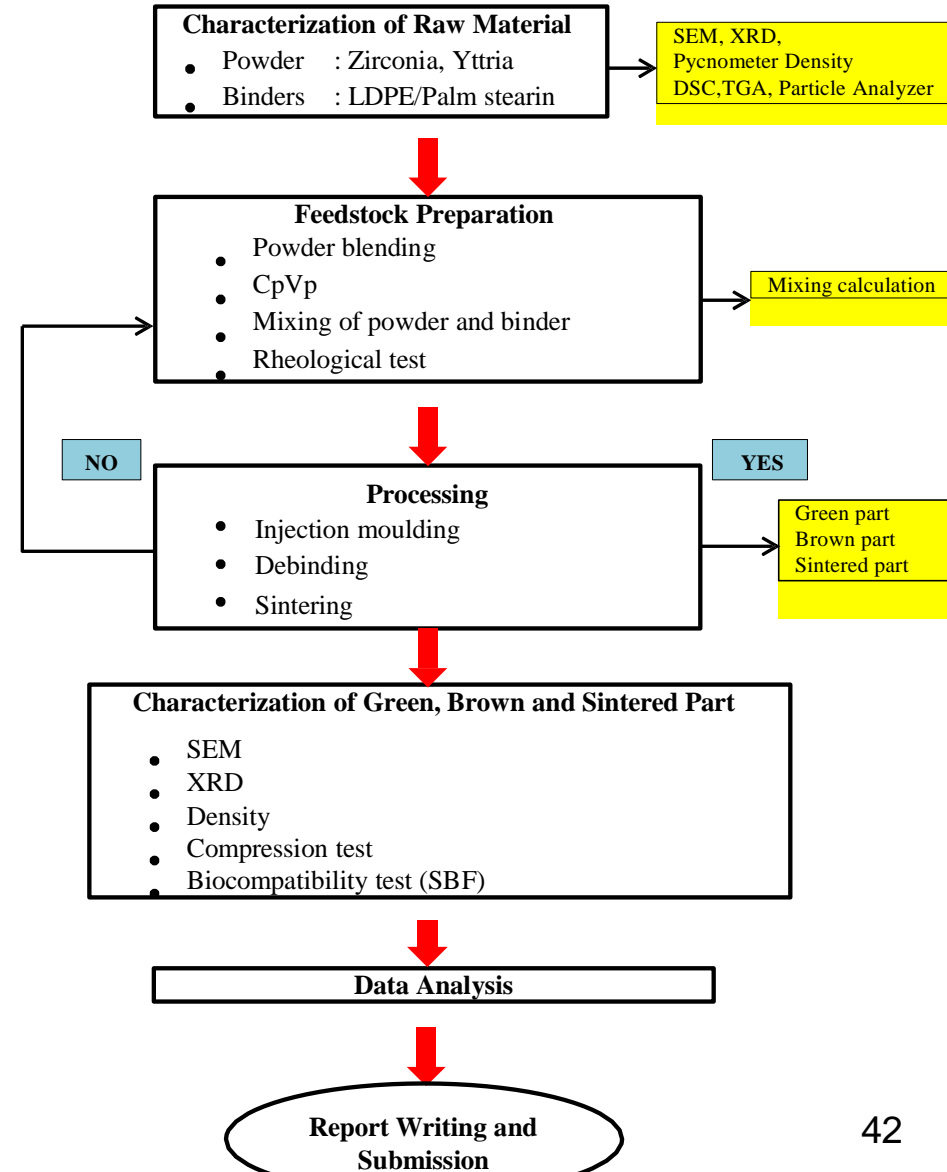 Characterization of Raw Material
• Powder : Zirconia, Yttria
• Binders : LDPE/Palm stearin
SEM, XRD,
Pycnometer Density
DSC,TGA, Particle Analyzer
Feedstock Preparation
• Powder blending
• CpVp
• Mixing of powder and binder
• Rheological test
Mixing calculation
NO
YES
Processing
• Injection moulding
• Debinding
• Sintering
Green part
Brown part
Sintered part
Characterization of Green, Brown and Sintered Part
• SEM
• XRD
• Density
• Compression test
• Biocompatibility test (SBF)
Data Analysis
Report Writing and
Submission
42